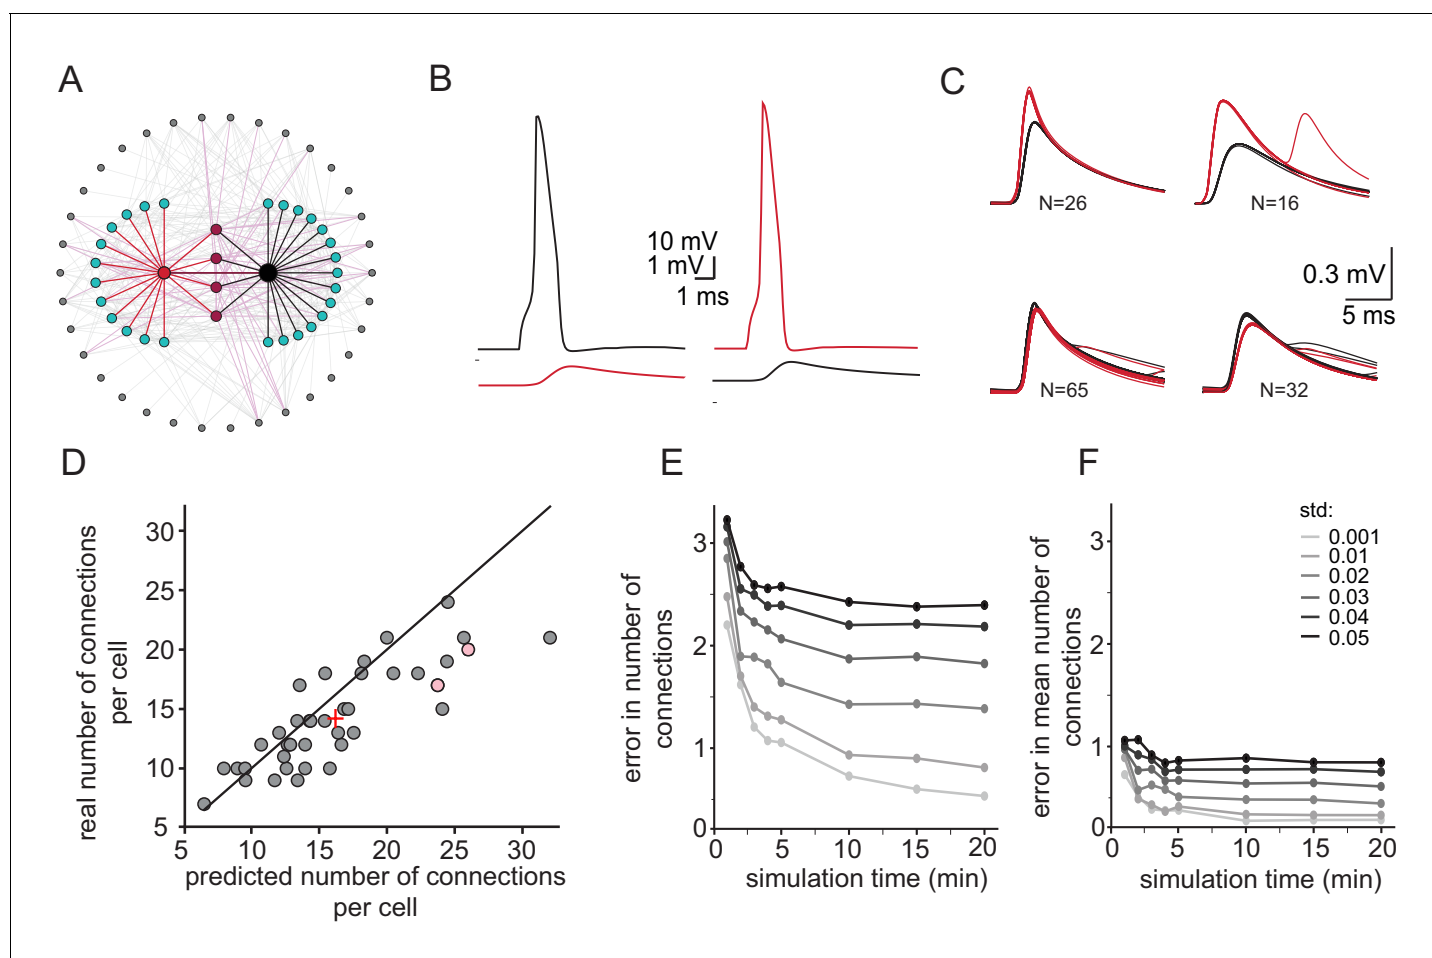 A
B
C
10 mV
1 mV
1 ms
N=26
N=16
0.3 mV
5 ms
N=65
N=32
D
real number of connections
per cell
30
25
20
15
10
5
5
10
15
20
25
30
predicted number of connections
per cell
E
error in number of
connections
3
2
1
0
0
5
10
15
20
simulation time (min)
F
error in mean number of
connections
3
2
1
0
0
5
10
15
20
simulation time (min)
std:
0.001
0.01
0.02
0.03
0.04
0.05